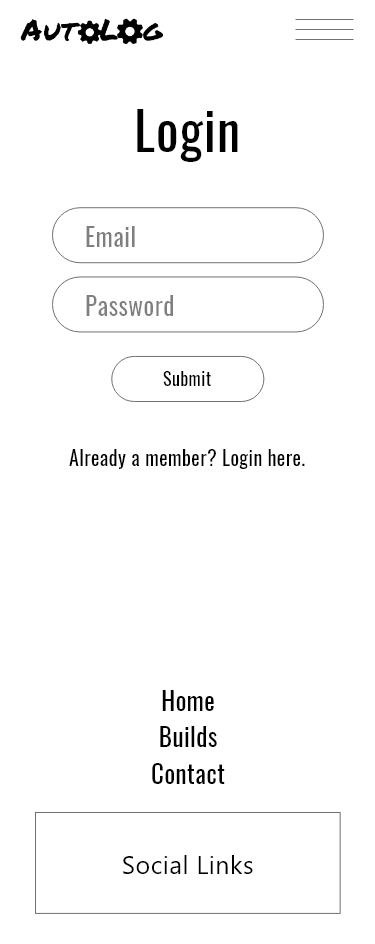 AutoLog
Login
Email
Password
Submit
Already a member? Login here.
Home
Builds
Contact
Social Links